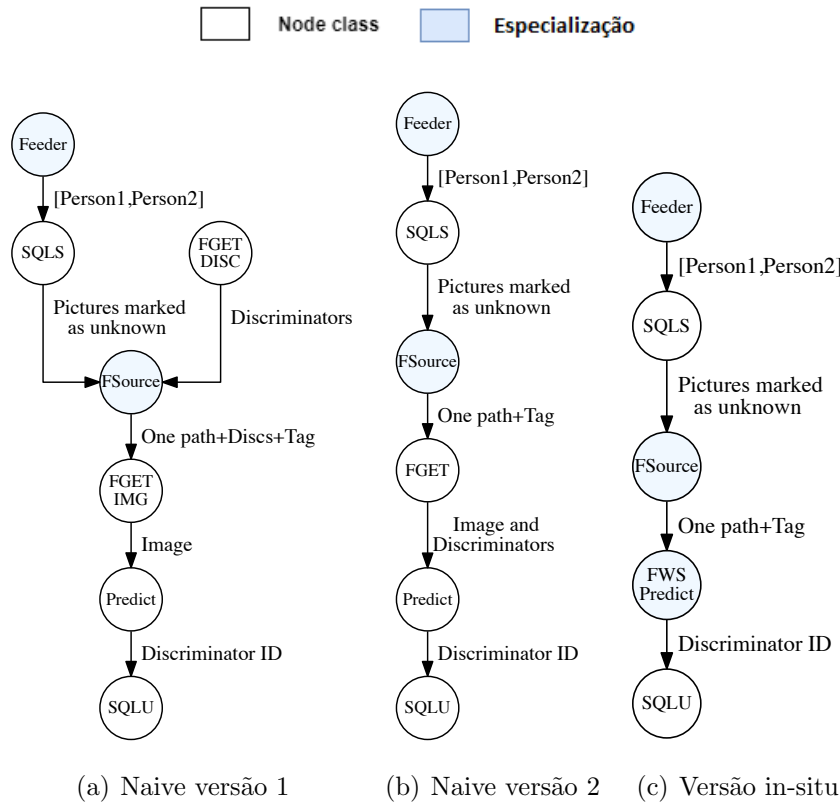 Node class
Especialização
Feeder
[Person1,Person2]
SQLS
FGET
DISC
Pictures marked
as unknown
Discriminators
FSource
One path+Discs+Tag
FGET
IMG
Image
Predict
Discriminator ID
SQLU
(a) Naive versão 1
Feeder
[Person1,Person2]
SQLS
Pictures marked
as unknown
FSource
One path+Tag
FGET
Image and
Discriminators
Predict
Discriminator ID
SQLU
(b) Naive versão 2
Feeder
[Person1,Person2]
SQLS
Pictures marked
as unknown
FSource
One path+Tag
FWS
Predict
Discriminator ID
SQLU
(c) Versão in-situ